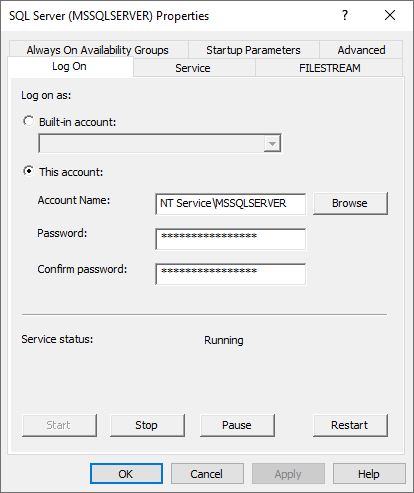 SQL Server (MSSQLSERVER) Properties ? ×
Always On Availability Groups Startup Parameters Advanced
Log On Service FILESTREAM
Log on as:
Built-in account:
This account:
Account Name: NT Service\MSSQLSERVER Browse
Password: ****************
Confirm password: ****************
Service status: Running
Start Stop Pause Restart
OK Cancel Apply Help